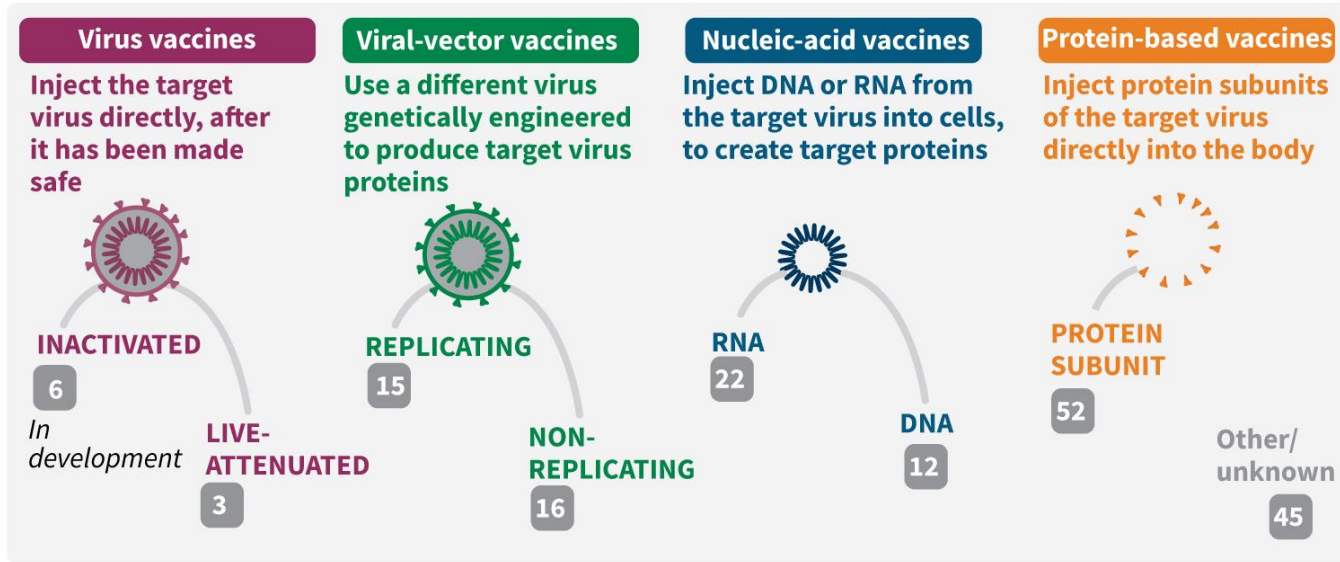 Virus vaccines
Inject the target
virus directly, after
it has been made
safe
INACTIVATED
6
In
development
LIVE-
ATTENUATED
3
Viral-vector vaccines
Use a different virus
genetically engineered
to produce target virus
proteins
REPLICATING
15
NON-
REPLICATING
16
Nucleic-acid vaccines
Inject DNA or RNA from
the target virus into cells,
to create target proteins
RNA
22
DNA
12
Protein-based vaccines
Inject protein subunits
of the target virus
directly into the body
PROTEIN
SUBUNIT
52
Other/
unknown
45